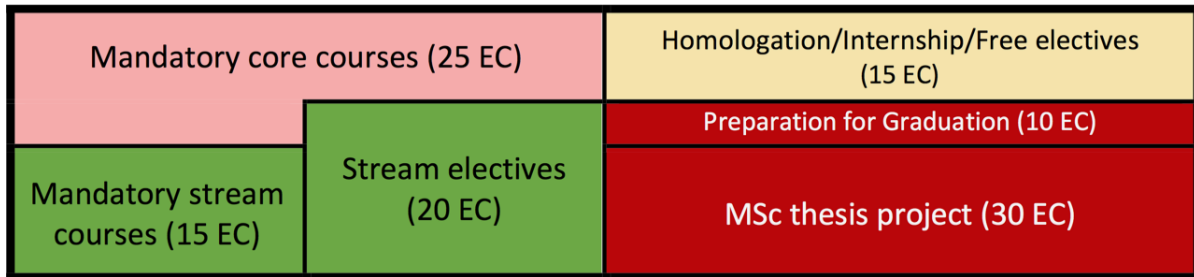 Mandatory core courses (25 EC)
Homologation/Internship/Free electives
(15 EC)
Preparation for Graduation (10 EC)
Mandatory stream
courses (15 EC)
Stream electives
(20 EC)
MSc thesis project (30 EC)